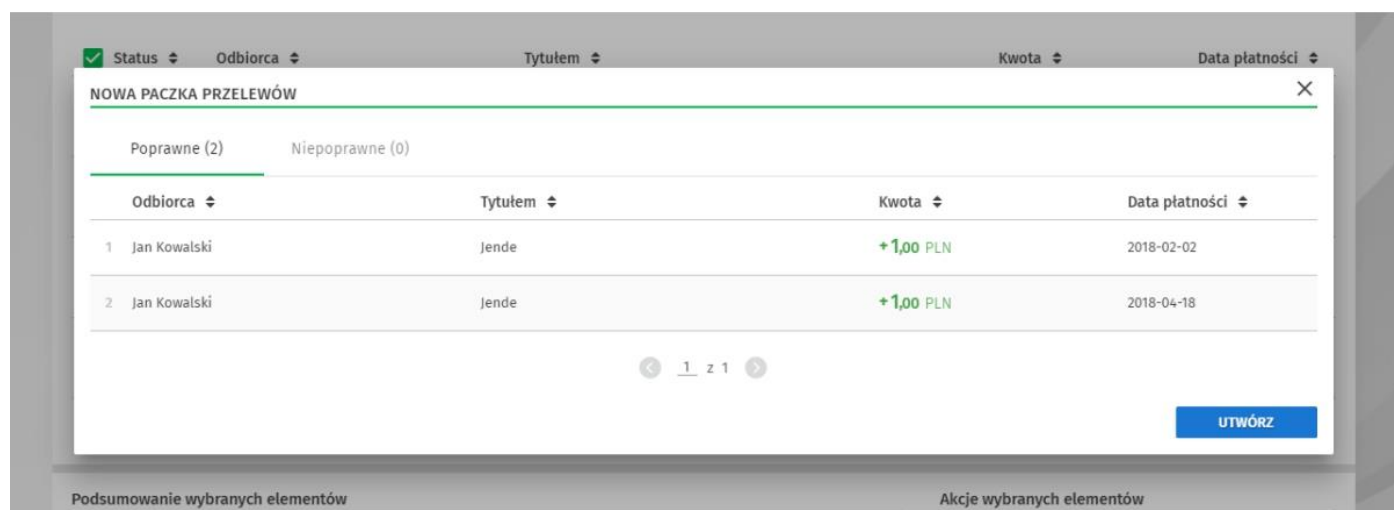 Status Odbiorca Tytułem Kwota Data płatności
NOWA PACZKA PRZELEWÓW
Poprawne (2) Niepoprawne (0)
Odbiorca Tytułem Kwota Data płatności
1 Jan Kowalski Jende +1,00 PLN 2018-02-02
2 Jan Kowalski Jende +1,00 PLN 2018-04-18
1 z 1
UTWÓRZ
Podsumowanie wybranych elementów Akcje wybranych elementów